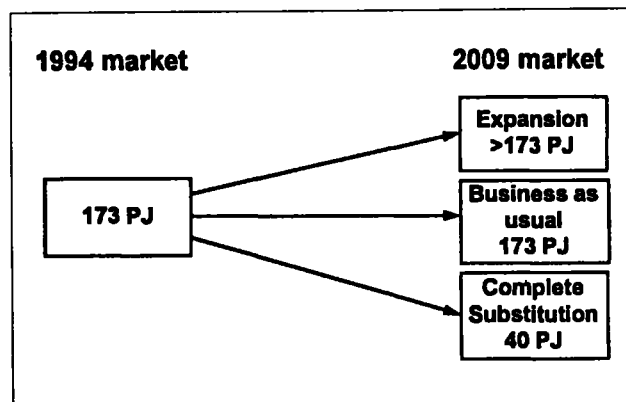 1994 market
2009 market
173 PJ
Expansion
>173 PJ
Business as
usual
173 PJ
Complete
Substitution
40 PJ